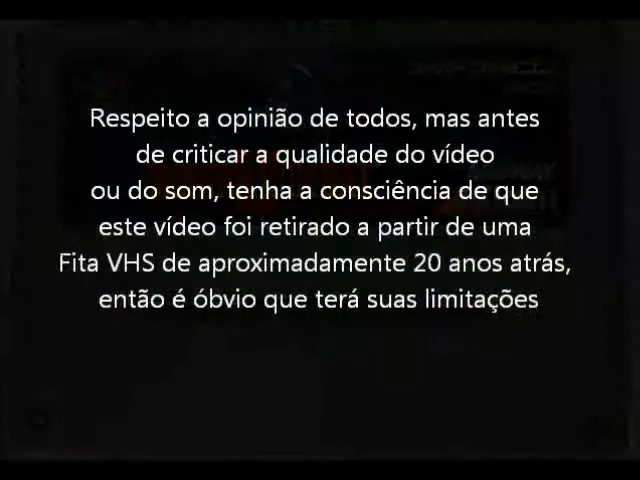 Respeito a opinião de todos, mas antes
de criticar a qualidade do vídeo
ou do som, tenha a consciência de que
este vídeo foi retirado a partir de uma
Fita VHS de aproximadamente 20 anos atrás,
então é óbvio que terá suas limitações